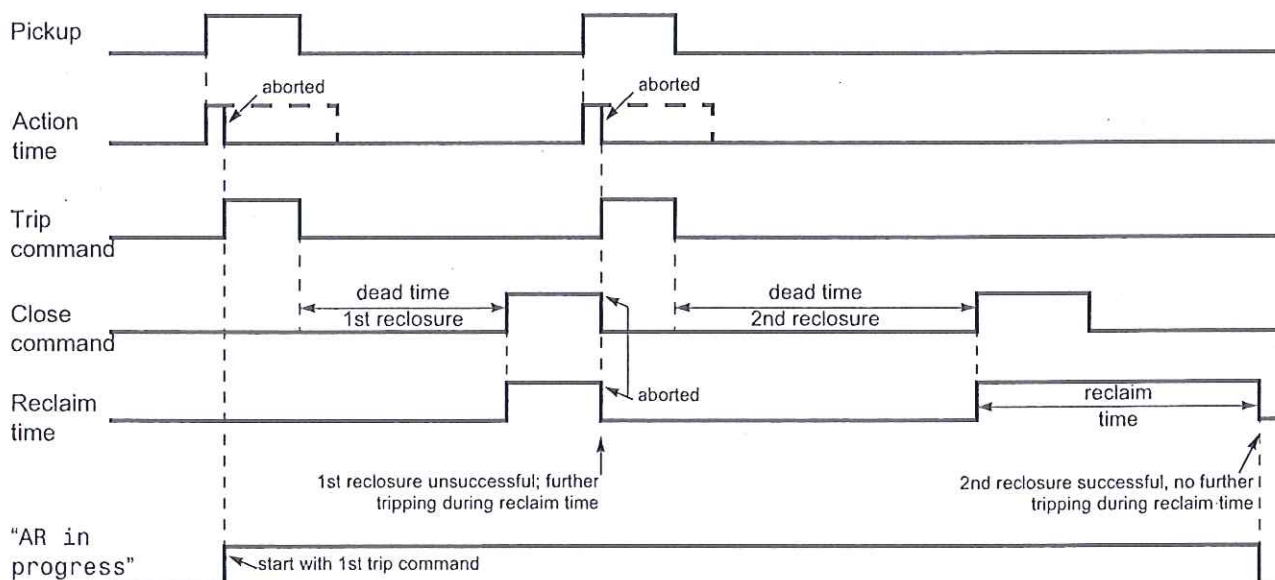 Pickup
aborted
aborted
Action
time
Trip
command
dead time
1st reclosure
dead time
2nd reclosure
Close
command
aborted
Reclaim
time
reclaim
time
1st reclosure unsuccessful; further
tripping during reclaim time
2nd reclosure successful, no further
tripping during reclaim time
“AR in
progress”
start with 1st trip command